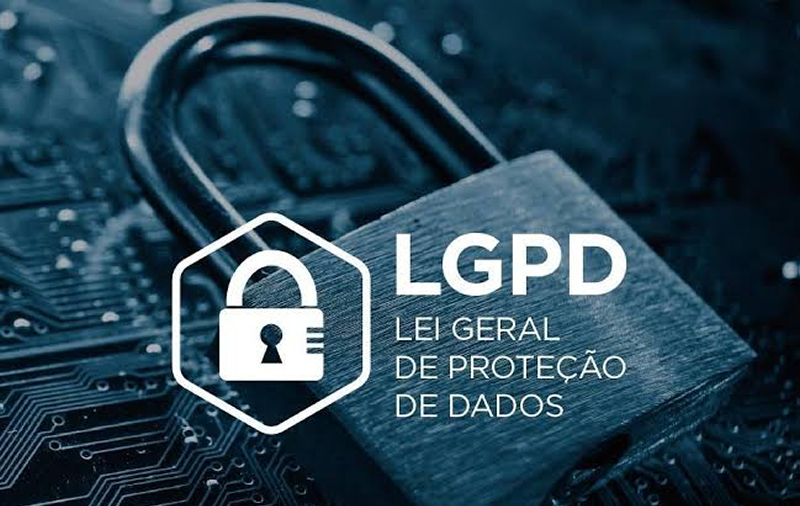 LGPD
LEI GERAL
DE PROTEÇÃO
DE DADOS